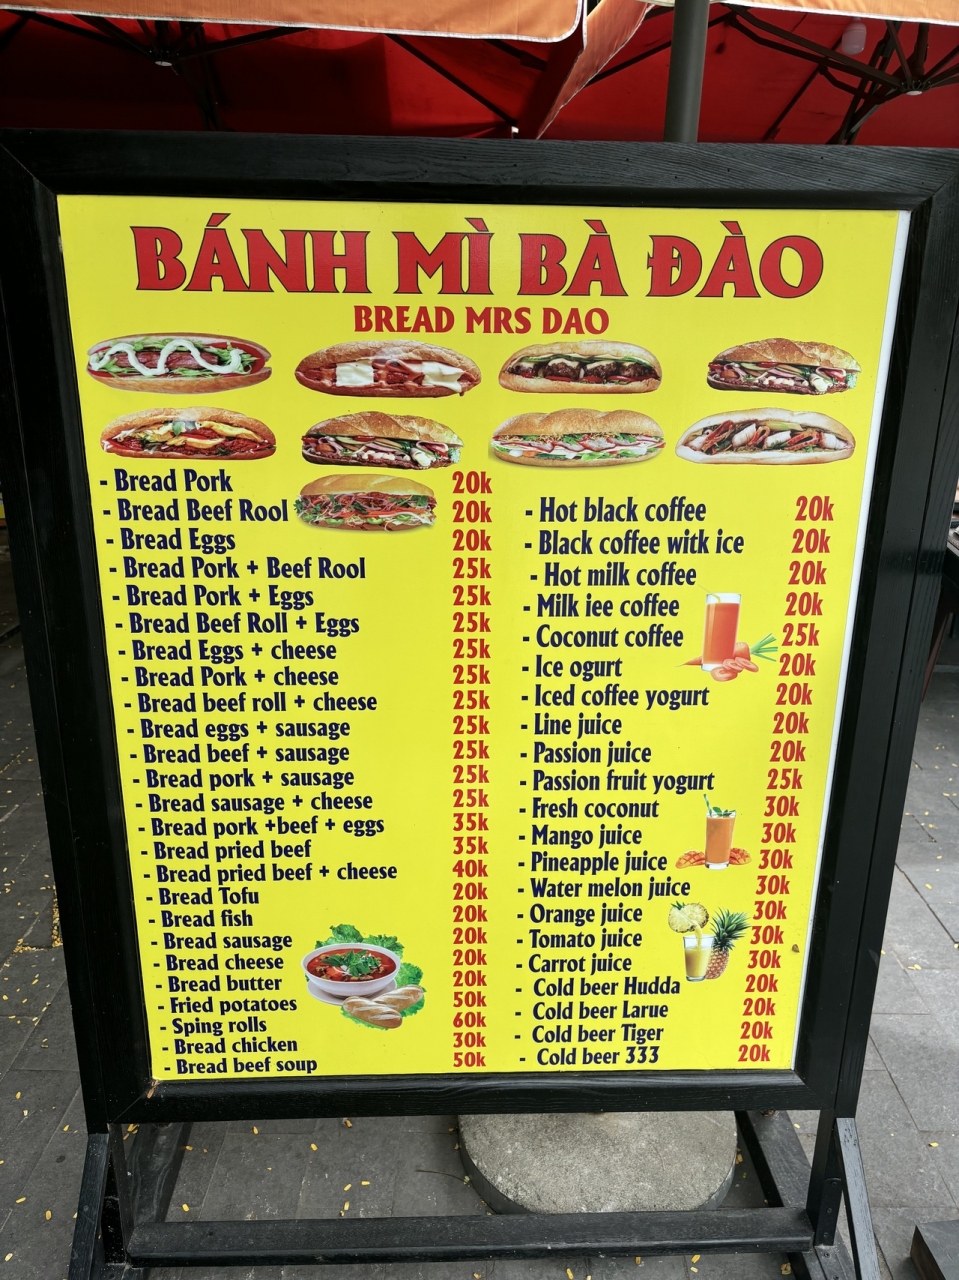 BÁNH MÌ BÀ ĐÀO
BREAD MRS DAO
- Bread Pork 20k
- Bread Beef Rool 20k
- Bread Eggs 20k
- Bread Pork + Beef Rool 25k
- Bread Pork + Eggs 25k
- Bread Beef Roll + Eggs 25k
- Bread Eggs + cheese 25k
- Bread Pork + cheese 25k
- Bread beef roll + cheese 25k
- Bread eggs + sausage 25k
- Bread beef + sausage 25k
- Bread pork + sausage 25k
- Bread sausage + cheese 25k
- Bread pork +beef + eggs 35k
- Bread pried beef 35k
- Bread pried beef + cheese 40k
- Bread Tofu 20k
- Bread fish 20k
- Bread sausage 20k
- Bread cheese 20k
- Bread butter 20k
- Fried potatoes 50k
- Sping rolls 60k
- Bread chicken 30k
- Bread beef soup 50k
- Hot black coffee 20k
- Black coffee witk ice 20k
- Hot milk coffee 20k
- Milk iee coffee 20k
- Coconut coffee 25k
- Ice ogurt 20k
- Iced coffee yogurt 20k
- Line juice 20k
- Passion juice 20k
- Passion fruit yogurt 25k
- Fresh coconut 30k
- Mango juice 30k
- Pineapple juice 30k
- Water melon juice 30k
- Orange juice 30k
- Tomato juice 30k
- Carrot juice 30k
- Cold beer Hudda 20k
- Cold beer Larue 20k
- Cold beer Tiger 20k
- Cold beer 333 20k